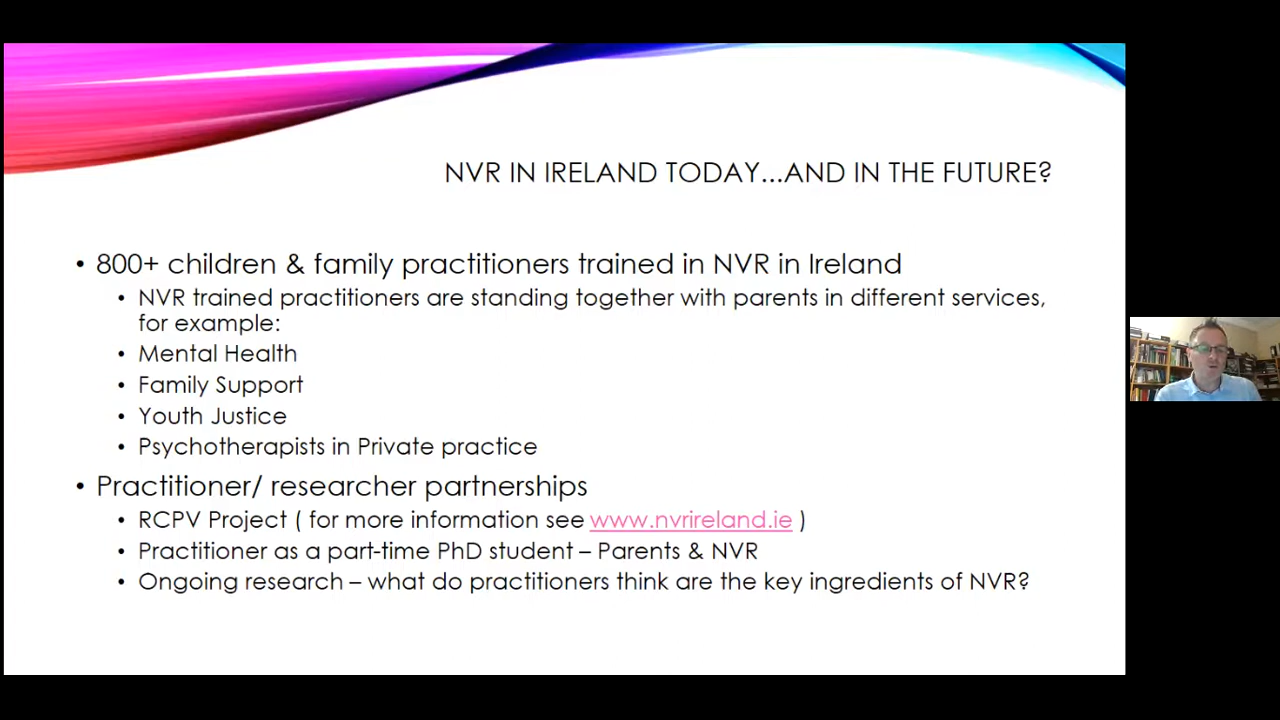 NVR IN IRELAND TODAY...AND IN THE FUTURE?
• 800+ children & family practitioners trained in NVR in Ireland
• NVR trained practitioners are standing together with parents in different services,
for example:
• Mental Health
• Family Support
• Youth Justice
• Psychotherapists in Private practice
• Practitioner/ researcher partnerships
• RCPV Project ( for more information see www.nvrireland.ie )
• Practitioner as a part-time PhD student – Parents & NVR
• Ongoing research – what do practitioners think are the key ingredients of NVR?